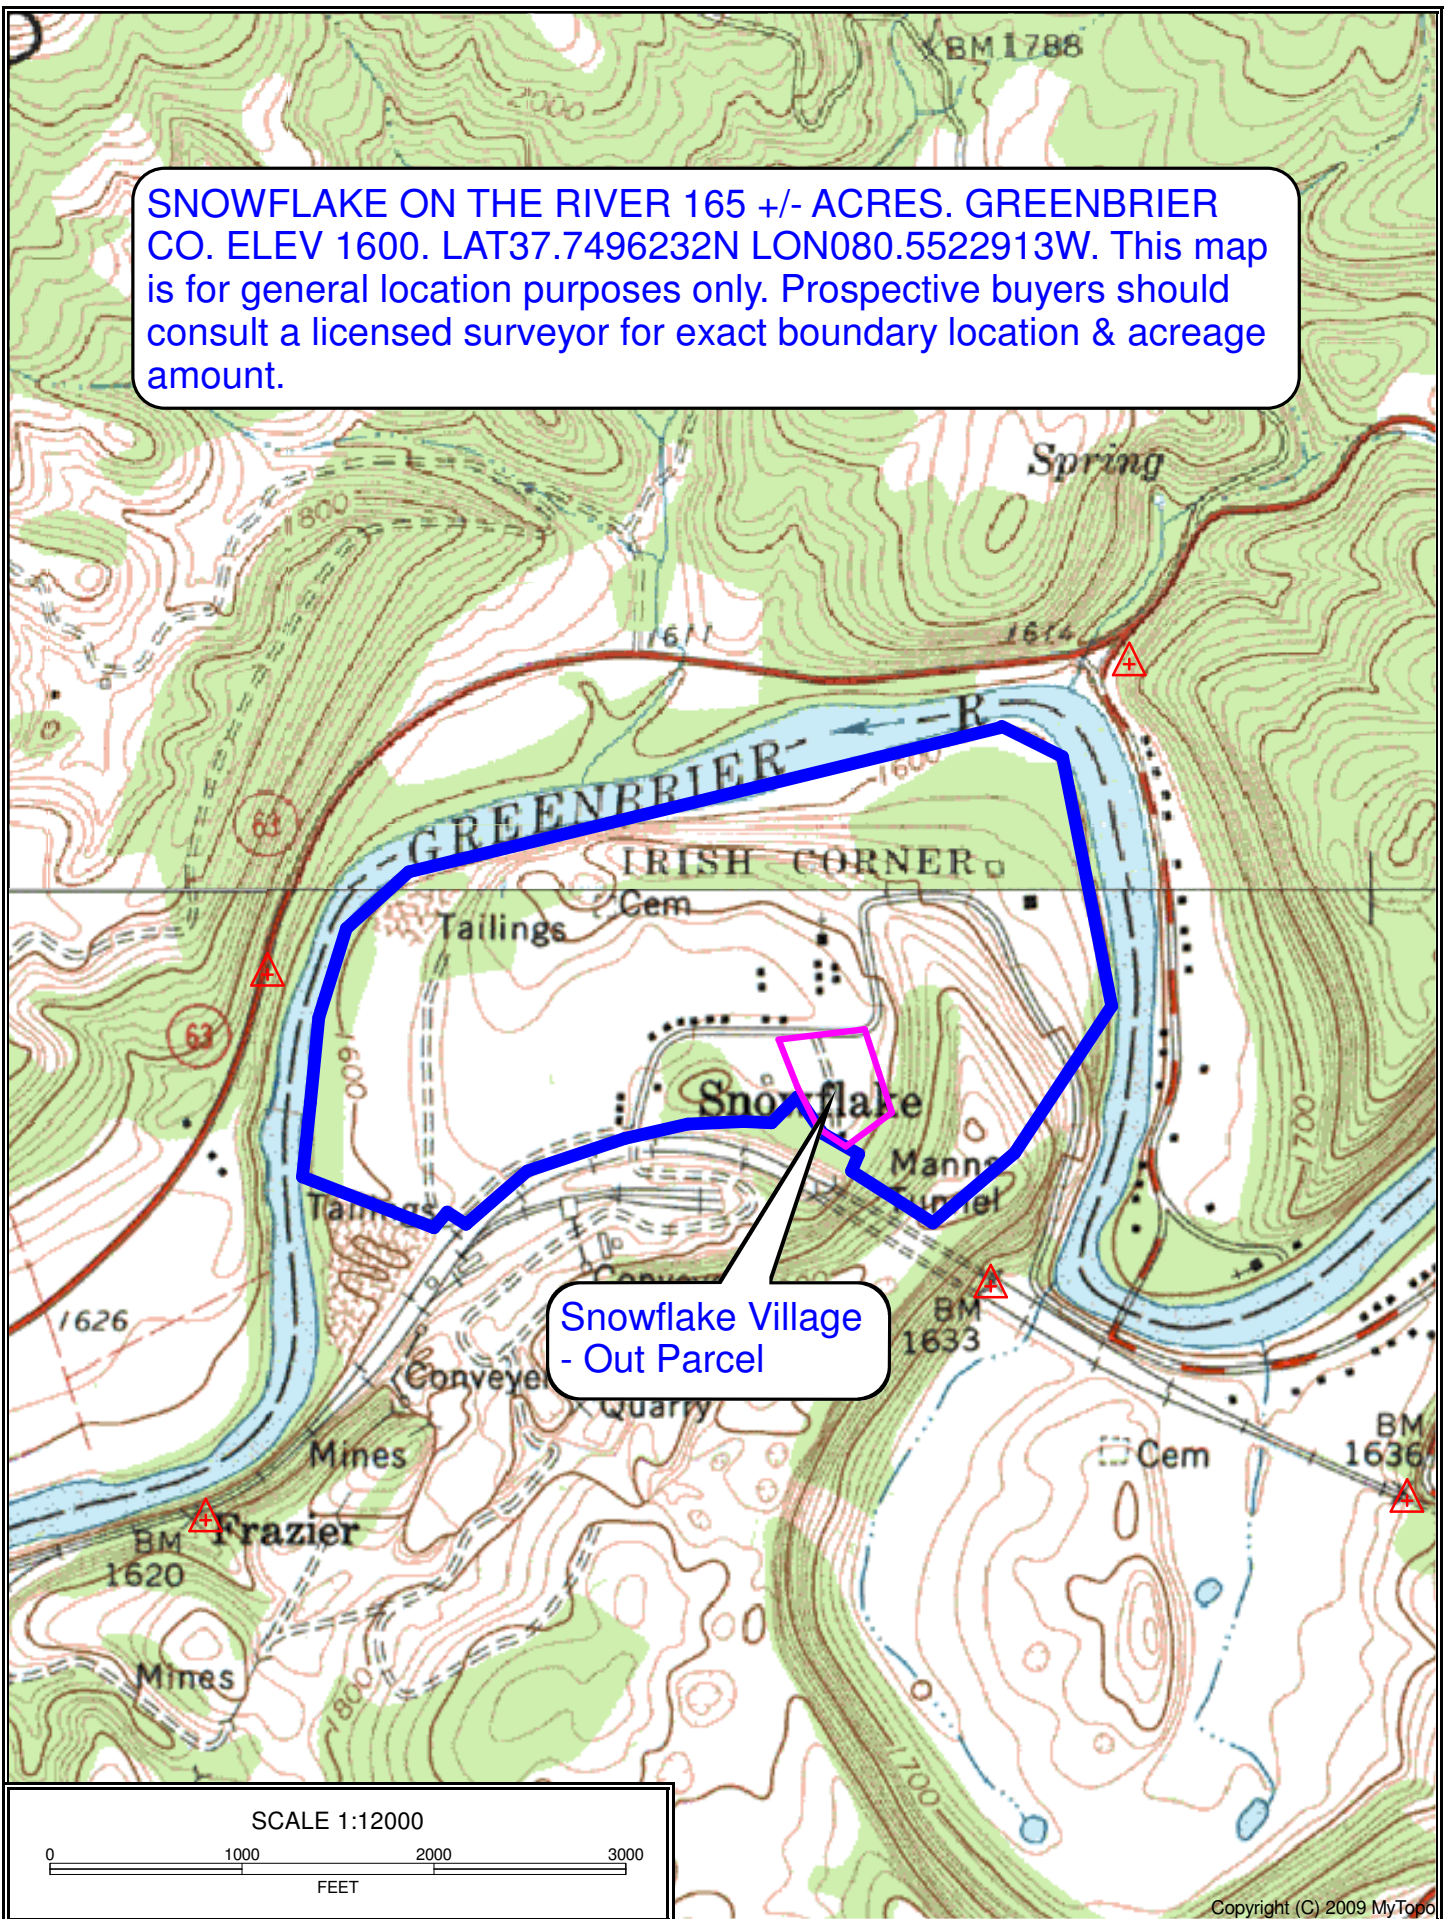 BM 1788
2000
SNOWFLAKE ON THE RIVER 165 +/- ACRES. GREENBRIER
CO. ELEV 1600. LAT37.7496232N LON080.5522913W. This map
is for general location purposes only. Prospective buyers should
consult a licensed surveyor for exact boundary location & acreage
amount.
Spring
1800
1611
1614
GREENBRIER R
1600
63
IRISH CORNER
Cem
Tailings
63
1600
Snowflake
Manns
Tunnel
1700
Tailings
Snowflake Village
- Out Parcel
BM
1633
1626
Conveyer
Quarry
BM
1636
Mines
Cem
Frazier
BM
1620
Mines
1800
1700
SCALE 1:12000
0 1000 2000 3000
FEET
Copyright (C) 2009 MyTopo